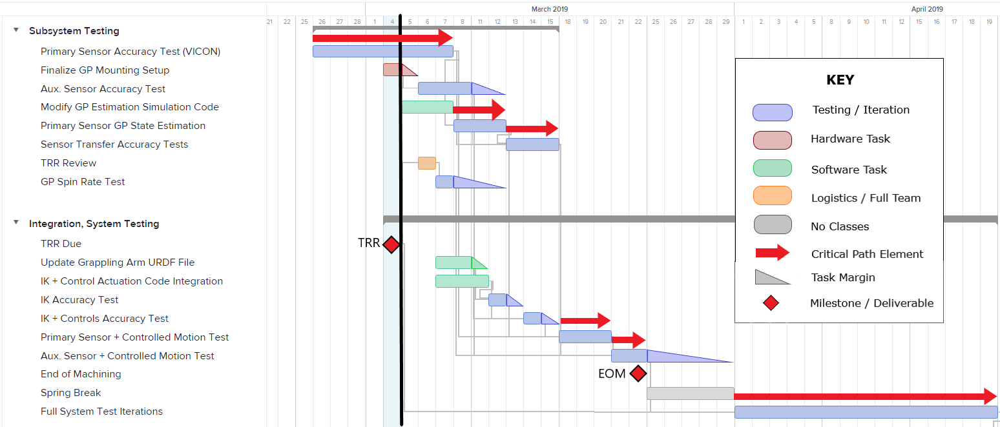 March 2019 April 2019
21 22 25 26 27 28 1 4 5 6 7 8 11 12 13 14 15 18 19 20 21 22 25 26 27 28 29 1 2 3 4 5 8 9 10 11 12 15 16 17 18 19
Subsystem Testing
Primary Sensor Accuracy Test (VICON)
Finalize GP Mounting Setup
Aux. Sensor Accuracy Test
Modify GP Estimation Simulation Code
Primary Sensor GP State Estimation
Sensor Transfer Accuracy Tests
TRR Review
GP Spin Rate Test
Integration, System Testing
TRR Due
TRR
Update Grappling Arm URDF File
IK + Control Actuation Code Integration
IK Accuracy Test
IK + Controls Accuracy Test
Primary Sensor + Controlled Motion Test
Aux. Sensor + Controlled Motion Test
End of Machining
EOM
Spring Break
Full System Test Iterations
KEY
Testing / Iteration
Hardware Task
Software Task
Logistics / Full Team
No Classes
Critical Path Element
Task Margin
Milestone / Deliverable